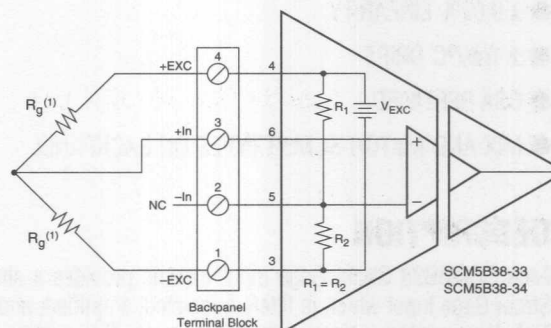 +EXC
4
4
R1
VEXC
Rg(1)
+In
3
6
+
−In
2
5
NC
−
Rg(1)
R2
−EXC
1
3
R1 = R2
SCM5B38-33
SCM5B38-34
Backpanel
Terminal Block